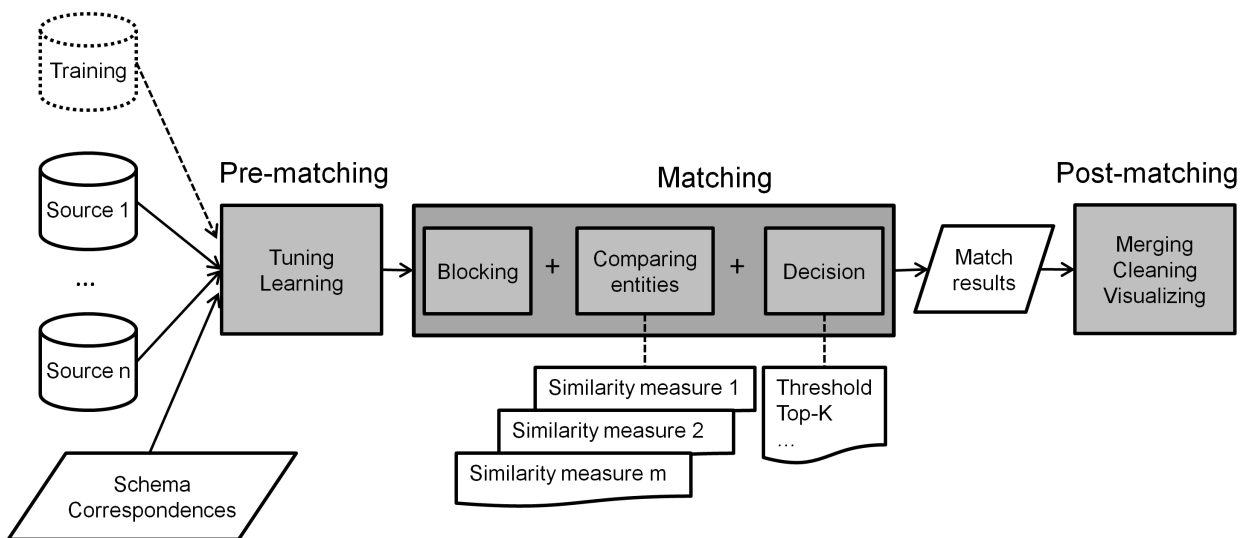 Training
Pre-matching
Matching
Post-matching
Source 1
...
Source n
Schema
Correspondences
Tuning
Learning
Blocking
+
Comparing
entities
+
Decision
Match
results
Merging
Cleaning
Visualizing
Similarity measure 1
Similarity measure 2
Similarity measure m
Threshold
Top-K
...